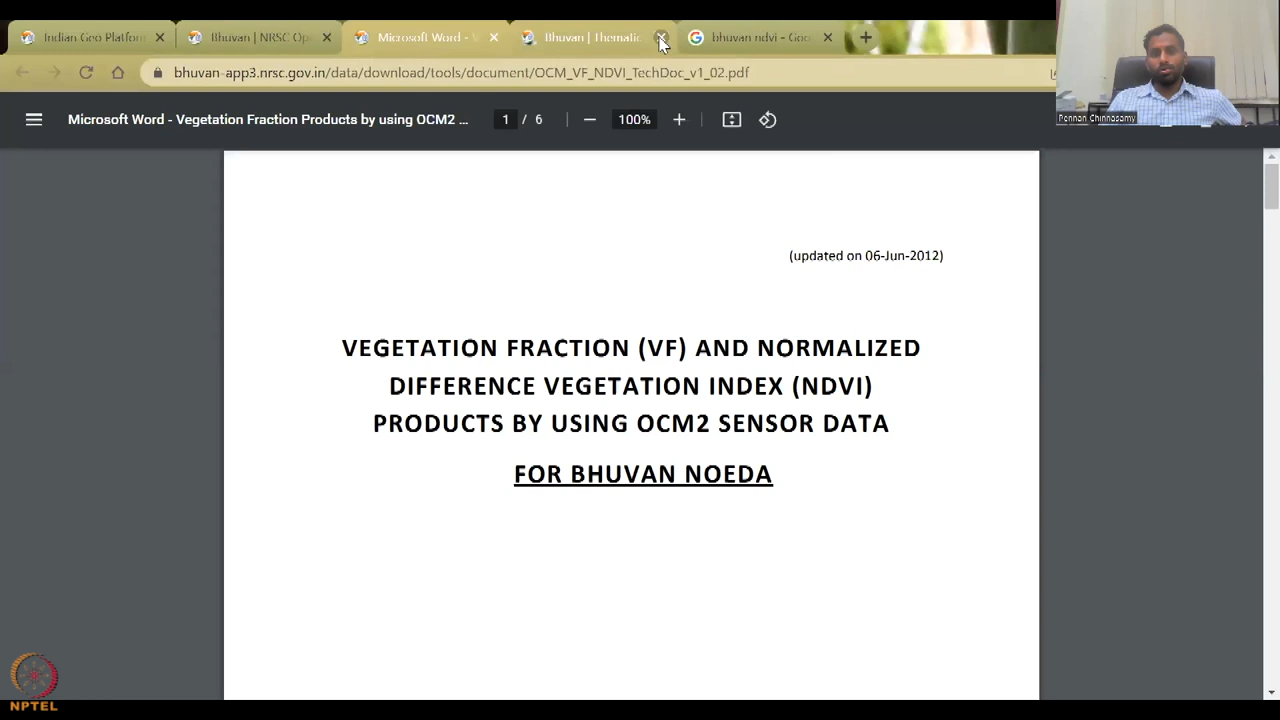 Indian Geo Platform
Bhuvan | NRSC Op
Microsoft Word -
Bhuvan | Thematic
bhuvan ndvi - Goo
bhuvan-app3.nrsc.gov.in/data/download/tools/document/OCM_VF_NDVI_TechDoc_v1_02.pdf
Pennan Chinnasamy
Microsoft Word - Vegetation Fraction Products by using OCM2 ...
1 / 6
100%
(updated on 06-Jun-2012)
VEGETATION FRACTION (VF) AND NORMALIZED
DIFFERENCE VEGETATION INDEX (NDVI)
PRODUCTS BY USING OCM2 SENSOR DATA
FOR BHUVAN NOEDA
NPTEL